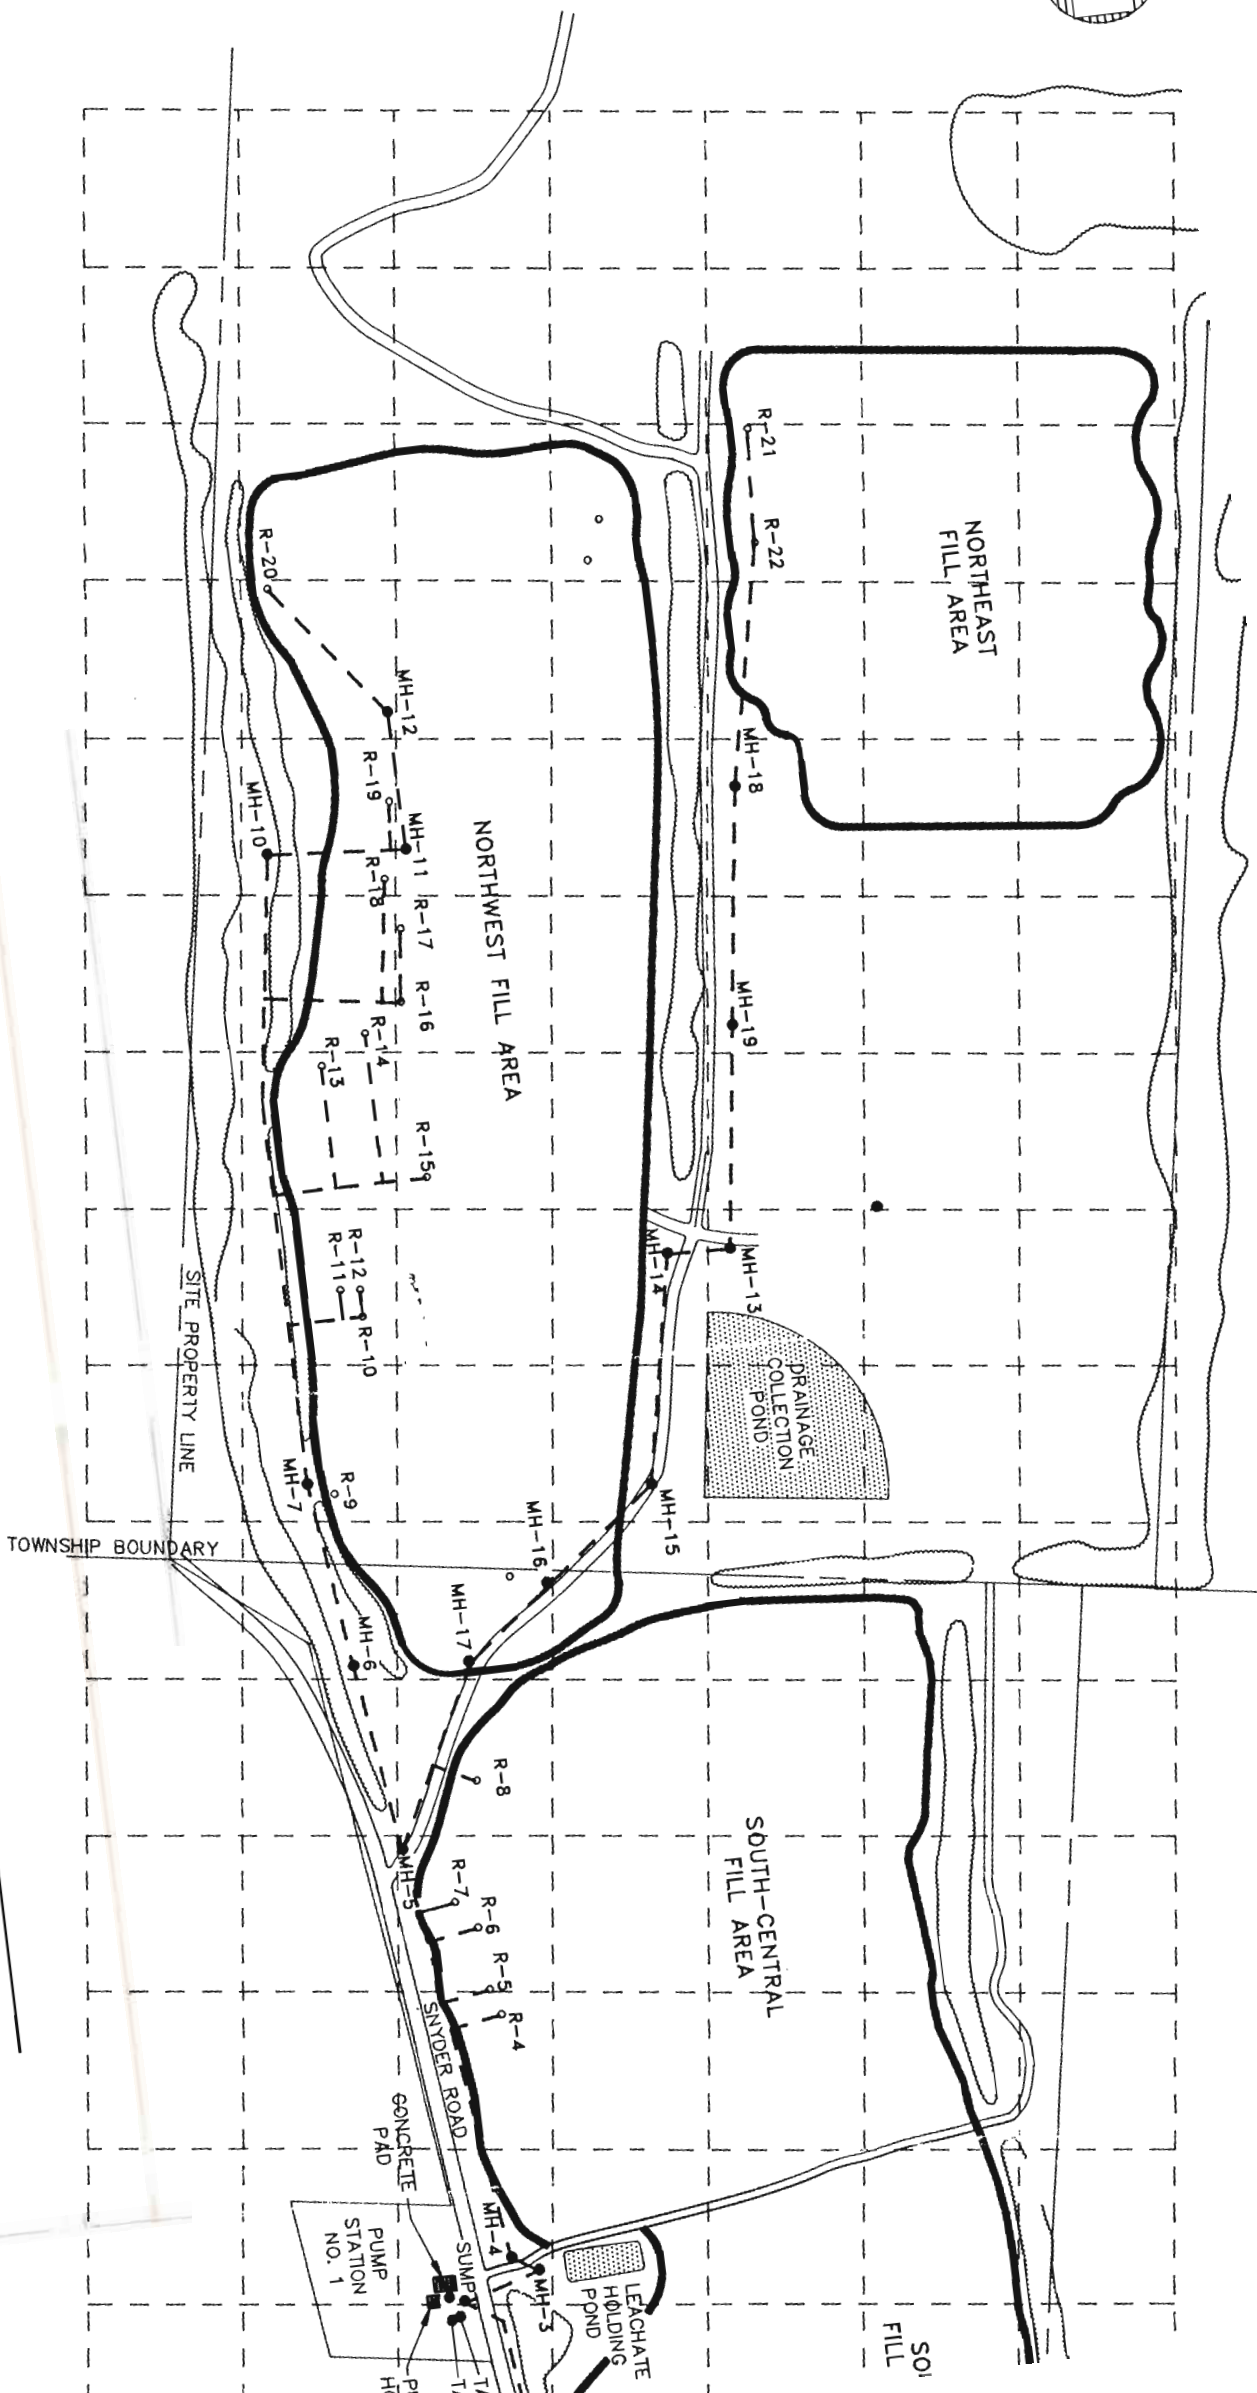 R-21
R-22
NORTHEAST
FILL AREA
R-20
MH-12
MH-18
R-19
MH-10
MH-11
R-18
R-17
NORTHWEST FILL AREA
R-16
MH-19
R-14
R-13
R-15
MH-14
MH-13
R-12
R-11
R-10
SITE PROPERTY LINE
DRAINAGE
COLLECTION
POND
MH-7
R-9
MH-15
MH-16
TOWNSHIP BOUNDARY
MH-17
MH-6
R-8
SOUTH-CENTRAL
FILL AREA
MH-5
R-7
R-6
R-5
R-4
SNYDER ROAD
CONCRETE
PAD
MH-4
PUMP
STATION
NO. 1
SUMP
MH-3
LEACHATE
HOLDING
POND
FILL